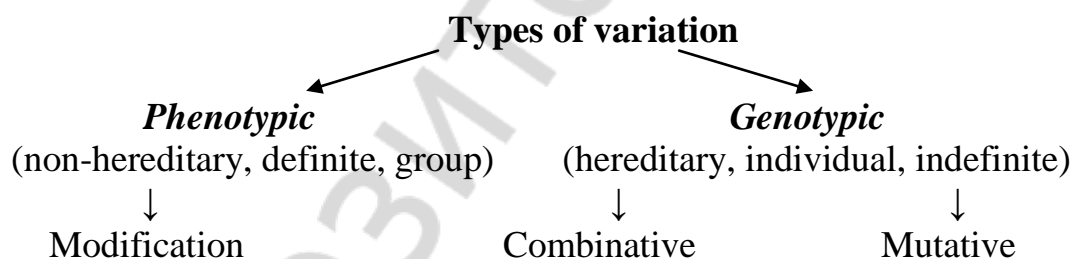 Types of variation
Phenotypic Genotypic
(non-hereditary, definite, group) (hereditary, individual, indefinite)
↓ ↓ ↓
Modification Combinative Mutative